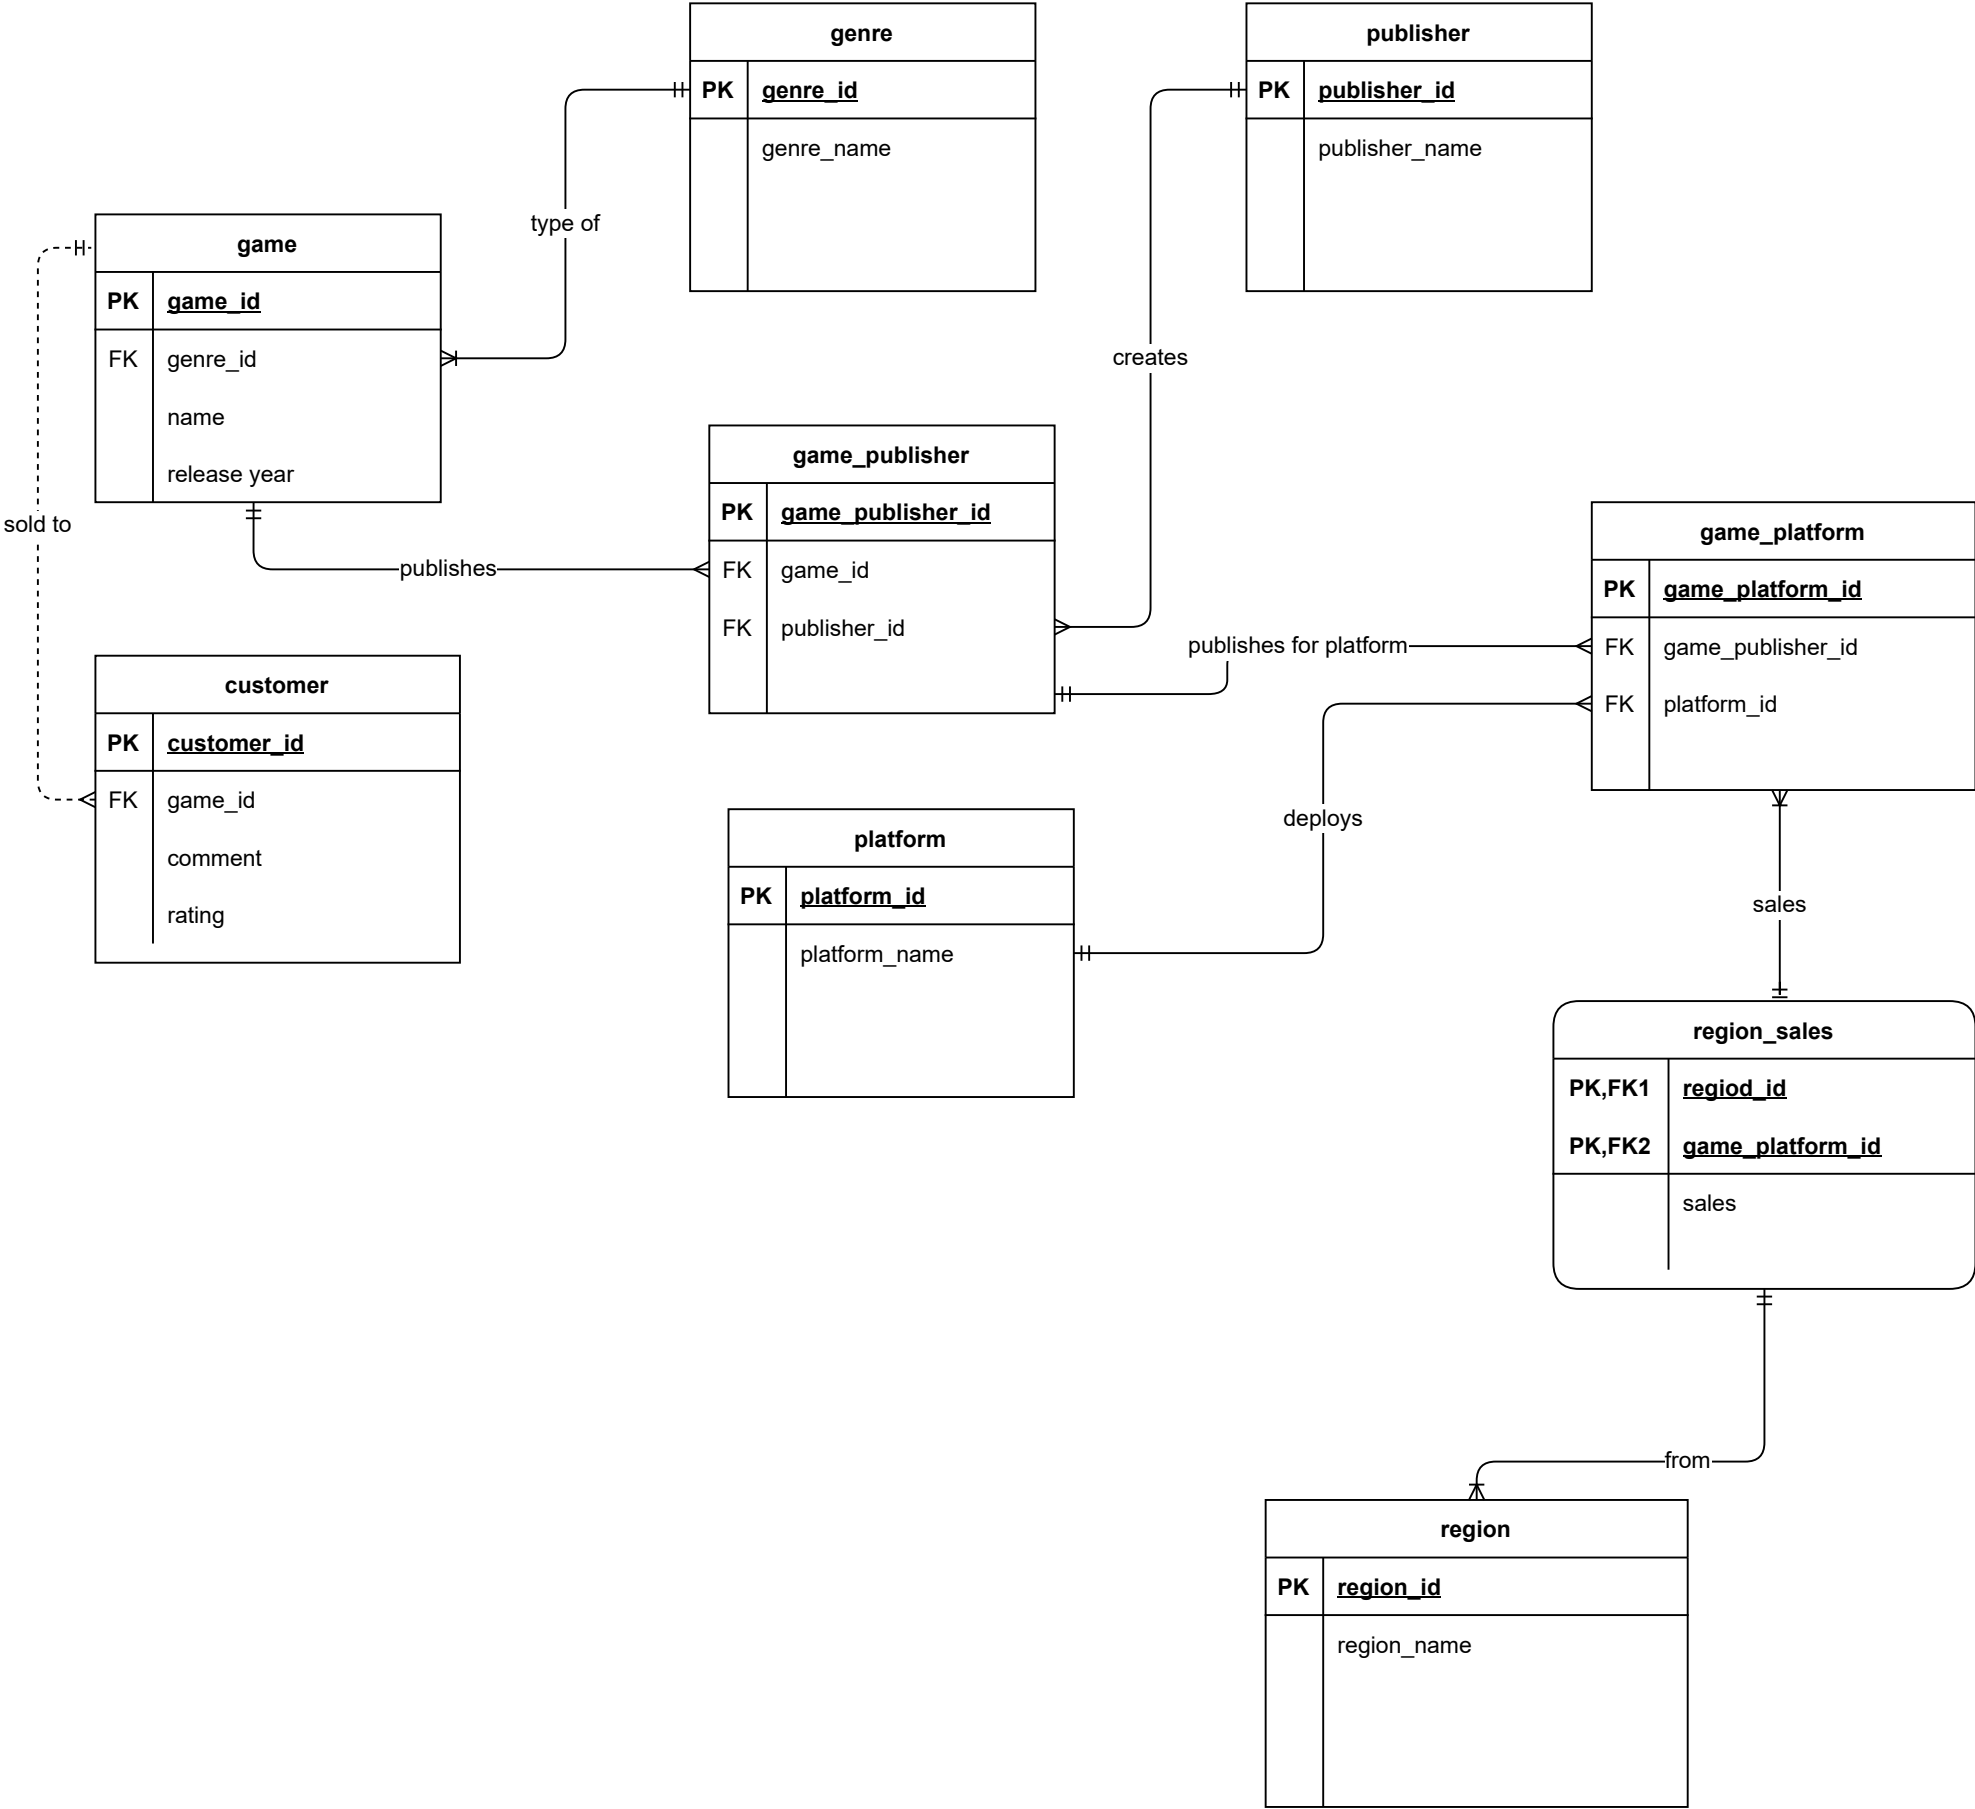 genre
PK genre_id
genre_name
publisher
PK publisher_id
publisher_name
type of
game
PK game_id
FK genre_id
name
release year
creates
sold to
publishes
game_publisher
PK game_publisher_id
FK game_id
FK publisher_id
publishes for platform
game_platform
PK game_platform_id
FK game_publisher_id
FK platform_id
customer
PK customer_id
FK game_id
comment
rating
deploys
platform
PK platform_id
platform_name
sales
region_sales
PK,FK1 regiod_id
PK,FK2 game_platform_id
sales
from
region
PK region_id
region_name